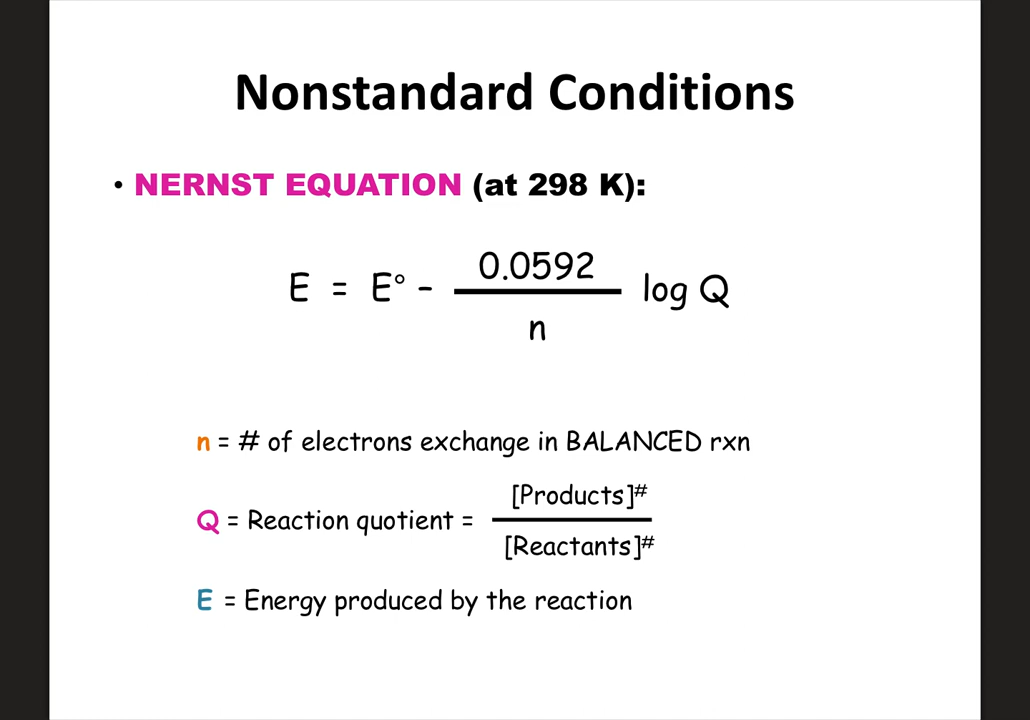 Nonstandard Conditions
• NERNST EQUATION (at 298 K):
E = E° - 0.0592 / n log Q
n = # of electrons exchange in BALANCED rxn
Q = Reaction quotient = [Products]# / [Reactants]#
E = Energy produced by the reaction